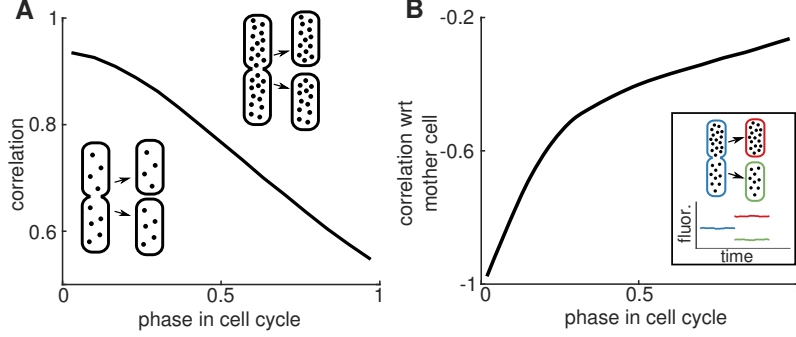 A
1
0.8
0.6
correlation
0
0.5
1
phase in cell cycle
B
-0.2
-0.6
-1
correlation wrt
mother cell
0
0.5
phase in cell cycle
fluor.
time